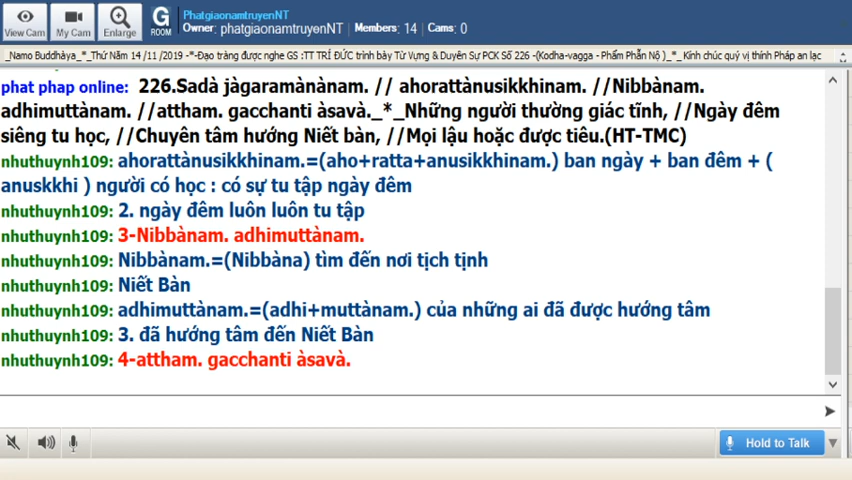 PhatgiaonamtruyenNT
Owner: phatgiaonamtruyenNT Members: 14 Cams: 0
View Cam
My Cam
Enlarge
G
ROOM
_Namo Buddhàya_*_Thứ Năm 14 /11 /2019 -*-Đạo tràng được nghe GS :TT TRÍ ĐỨC trình bày Từ Vựng & Duyên Sự PCK Số 226 -(Kodha-vagga - Phẩm Phẫn Nộ )_*_ Kính chúc quý vị thính Pháp an lạc
phat phap online: 226.Sadà jàgaramànànam. // ahorattànusikkhinam. //Nibbànam.
adhimuttànam. //attham. gacchanti àsavà._*_Những người thường giác tĩnh, //Ngày đêm
siêng tu học, //Chuyên tâm hướng Niết bàn, //Mọi lậu hoặc được tiêu.(HT-TMC)
nhuthuynh109: ahorattànusikkhinam.=(aho+ratta+anusikkhinam.) ban ngày + ban đêm + (
anuskkhi ) người có học : có sự tu tập ngày đêm
nhuthuynh109: 2. ngày đêm luôn luôn tu tập
nhuthuynh109: 3-Nibbànam. adhimuttànam.
nhuthuynh109: Nibbànam.=(Nibbàna) tìm đến nơi tịch tịnh
nhuthuynh109: Niết Bàn
nhuthuynh109: adhimuttànam.=(adhi+muttànam.) của những ai đã được hướng tâm
nhuthuynh109: 3. đã hướng tâm đến Niết Bàn
nhuthuynh109: 4-attham. gacchanti àsavà.
Hold to Talk